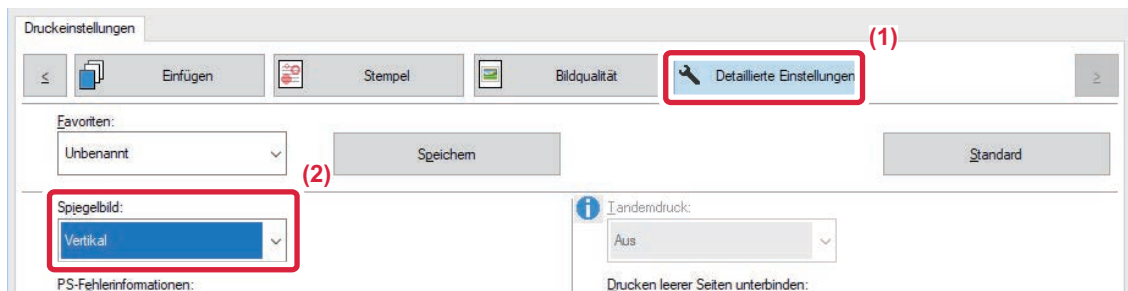 Druckeinstellungen
(1)
< Einfügen Stempel Bildqualität Detaillierte Einstellungen >
Favoriten:
Unbenannt Speichern Standard
(2)
Spiegelbild: Tandemdruck:
Vertikal Aus
PS-Fehlerinformationen: Drucken leerer Seiten unterbinden: